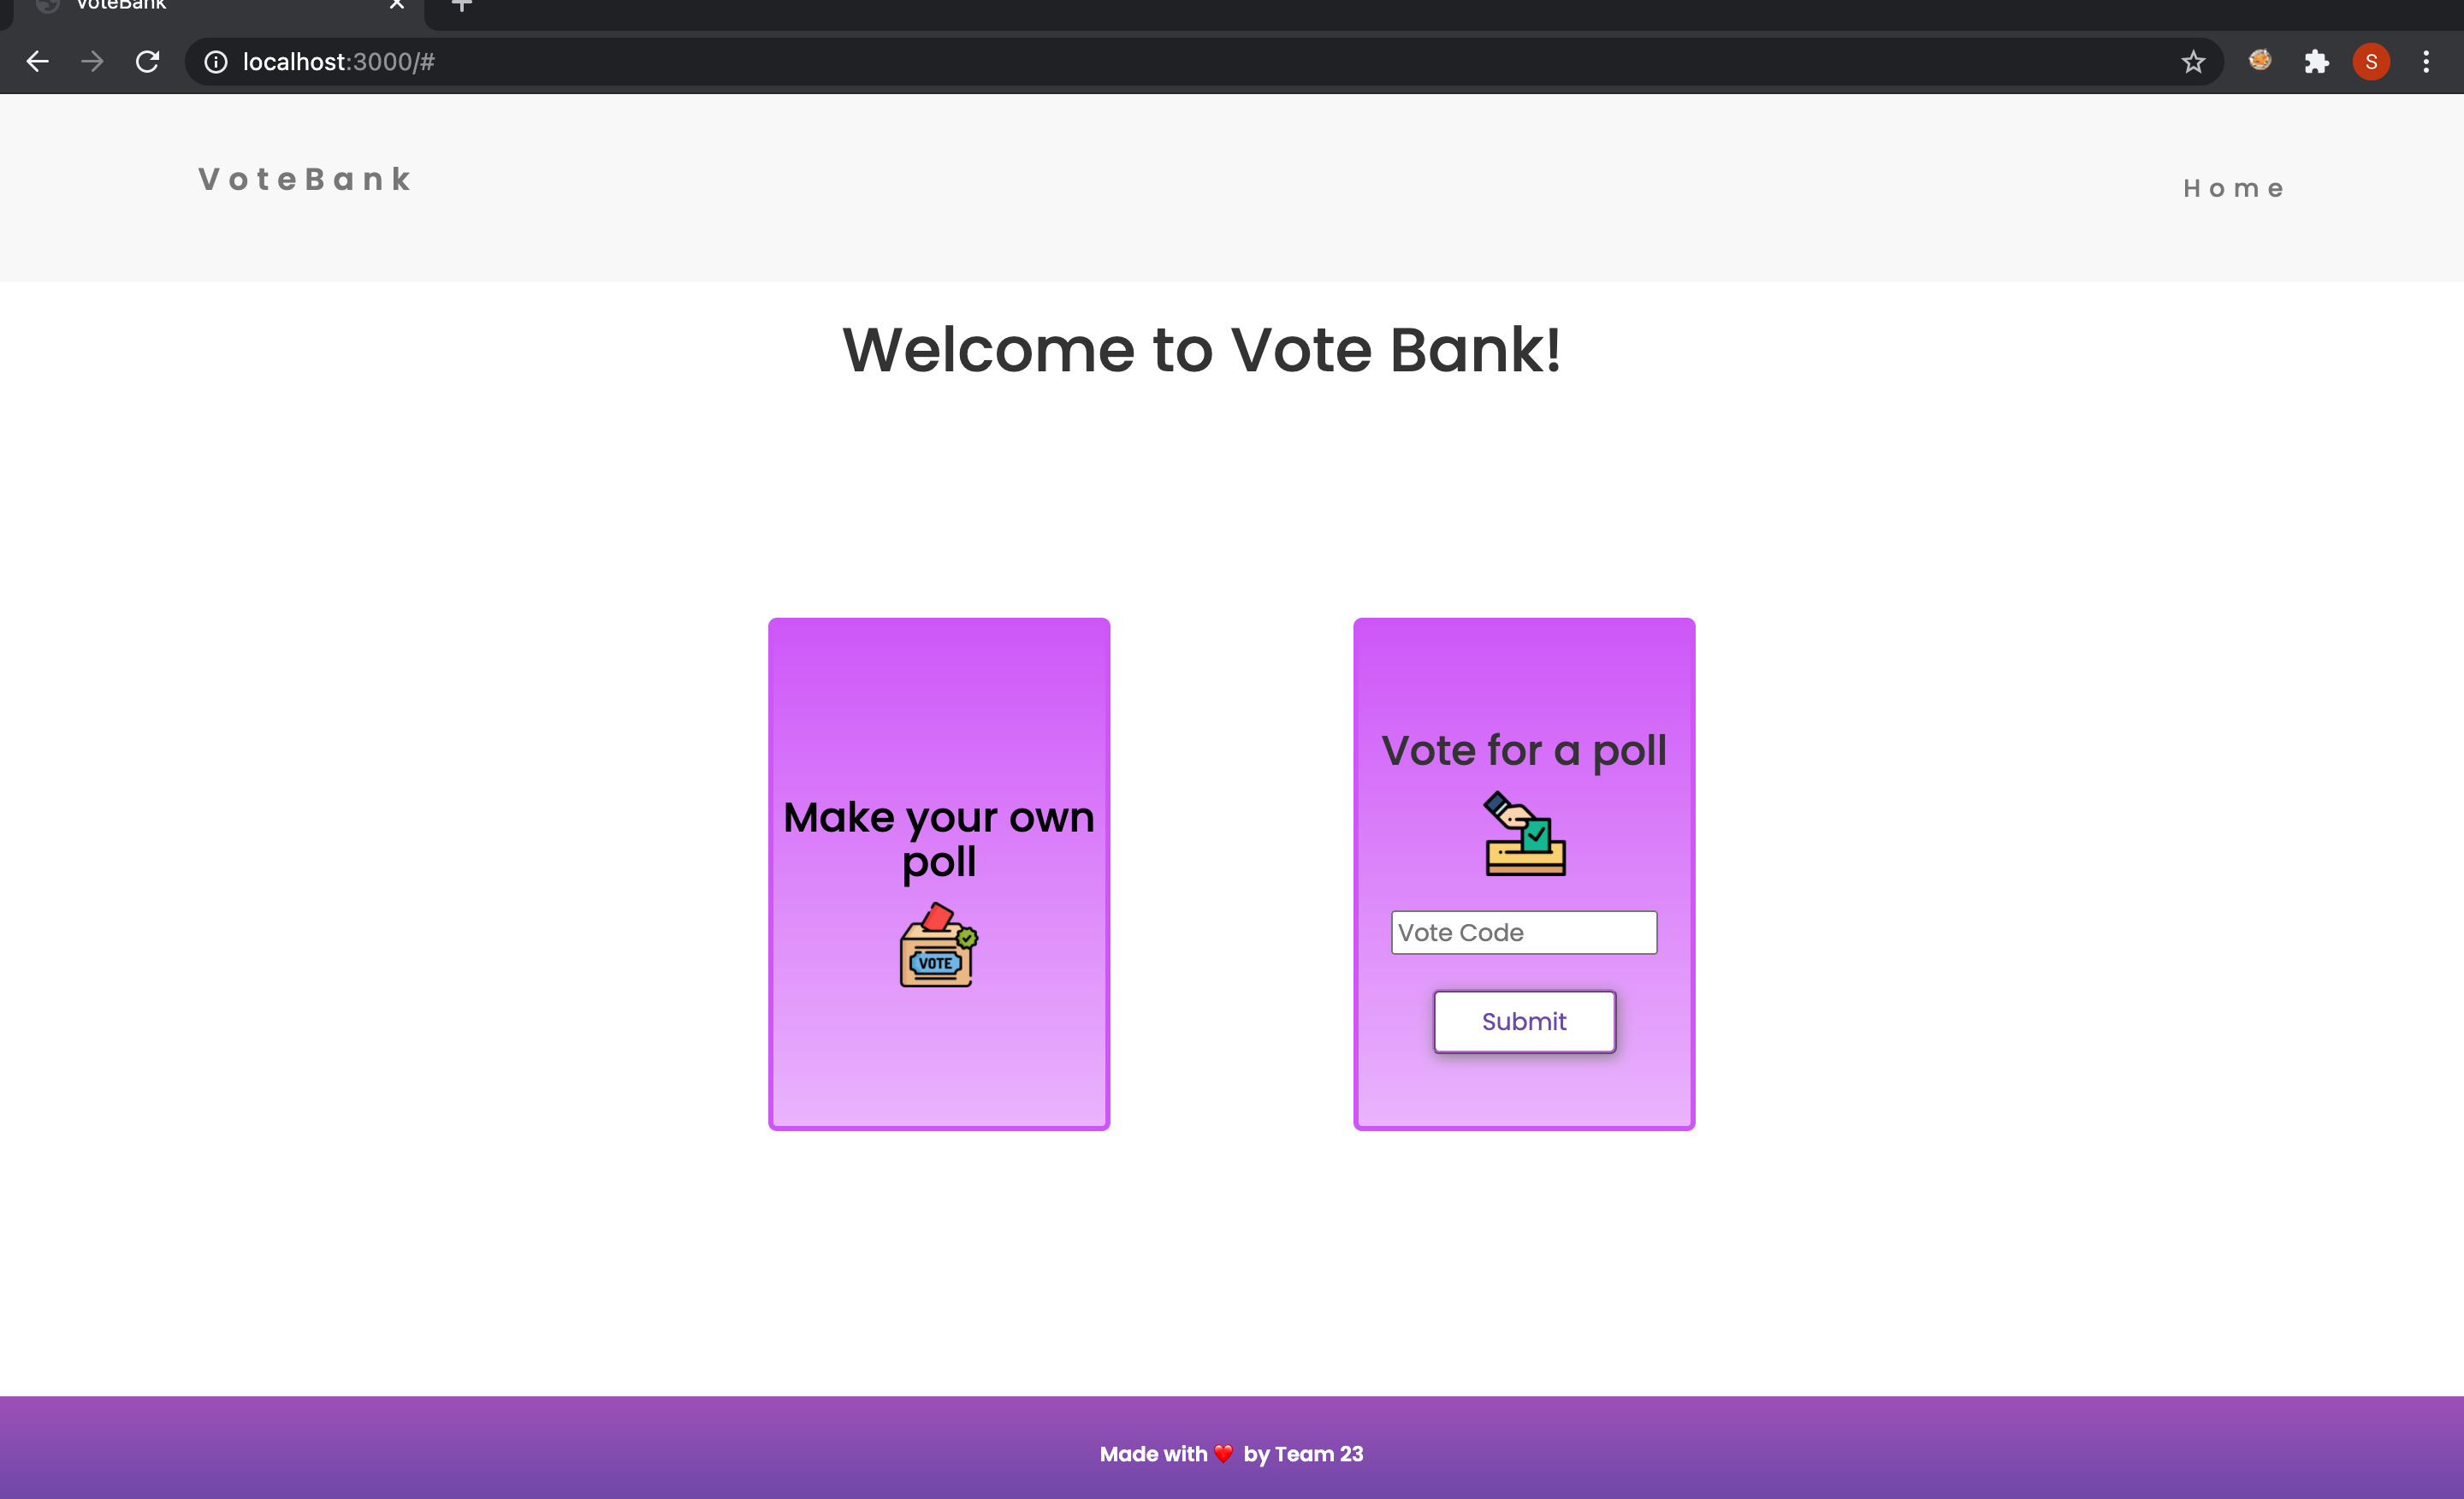 VoteBank
localhost:3000/#
S
VoteBank
Home
Welcome to Vote Bank!
Make your own
poll
VOTE
Vote for a poll
Vote Code
Submit
Made with ❤️ by Team 23